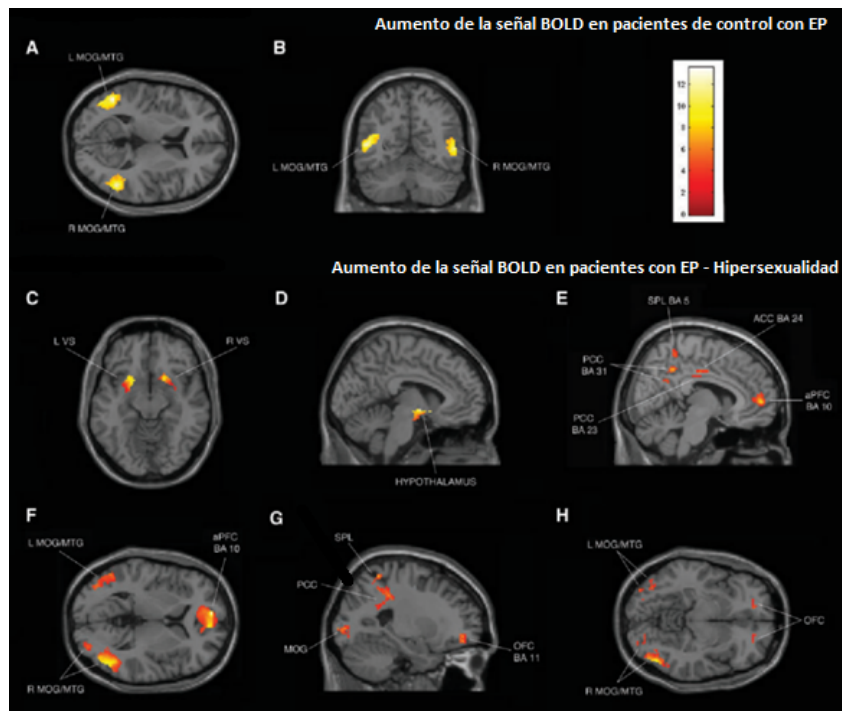 Aumento de la señal BOLD en pacientes de control con EP
A
L MOG/MTG
R MOG/MTG
B
L MOG/MTG
R MOG/MTG
12
10
8
6
4
2
0
Aumento de la señal BOLD en pacientes con EP - Hipersexualidad
C
L VS
R VS
D
HYPOTHALAMUS
E
SPL BA 5
ACC BA 24
PCC
BA 31
aPFC
BA 10
PCC
BA 23
F
L MOG/MTG
aPFC
BA 10
R MOG/MTG
G
SPL
PCC
MOG
OFC
BA 11
H
L MOG/MTG
OFC
R MOG/MTG